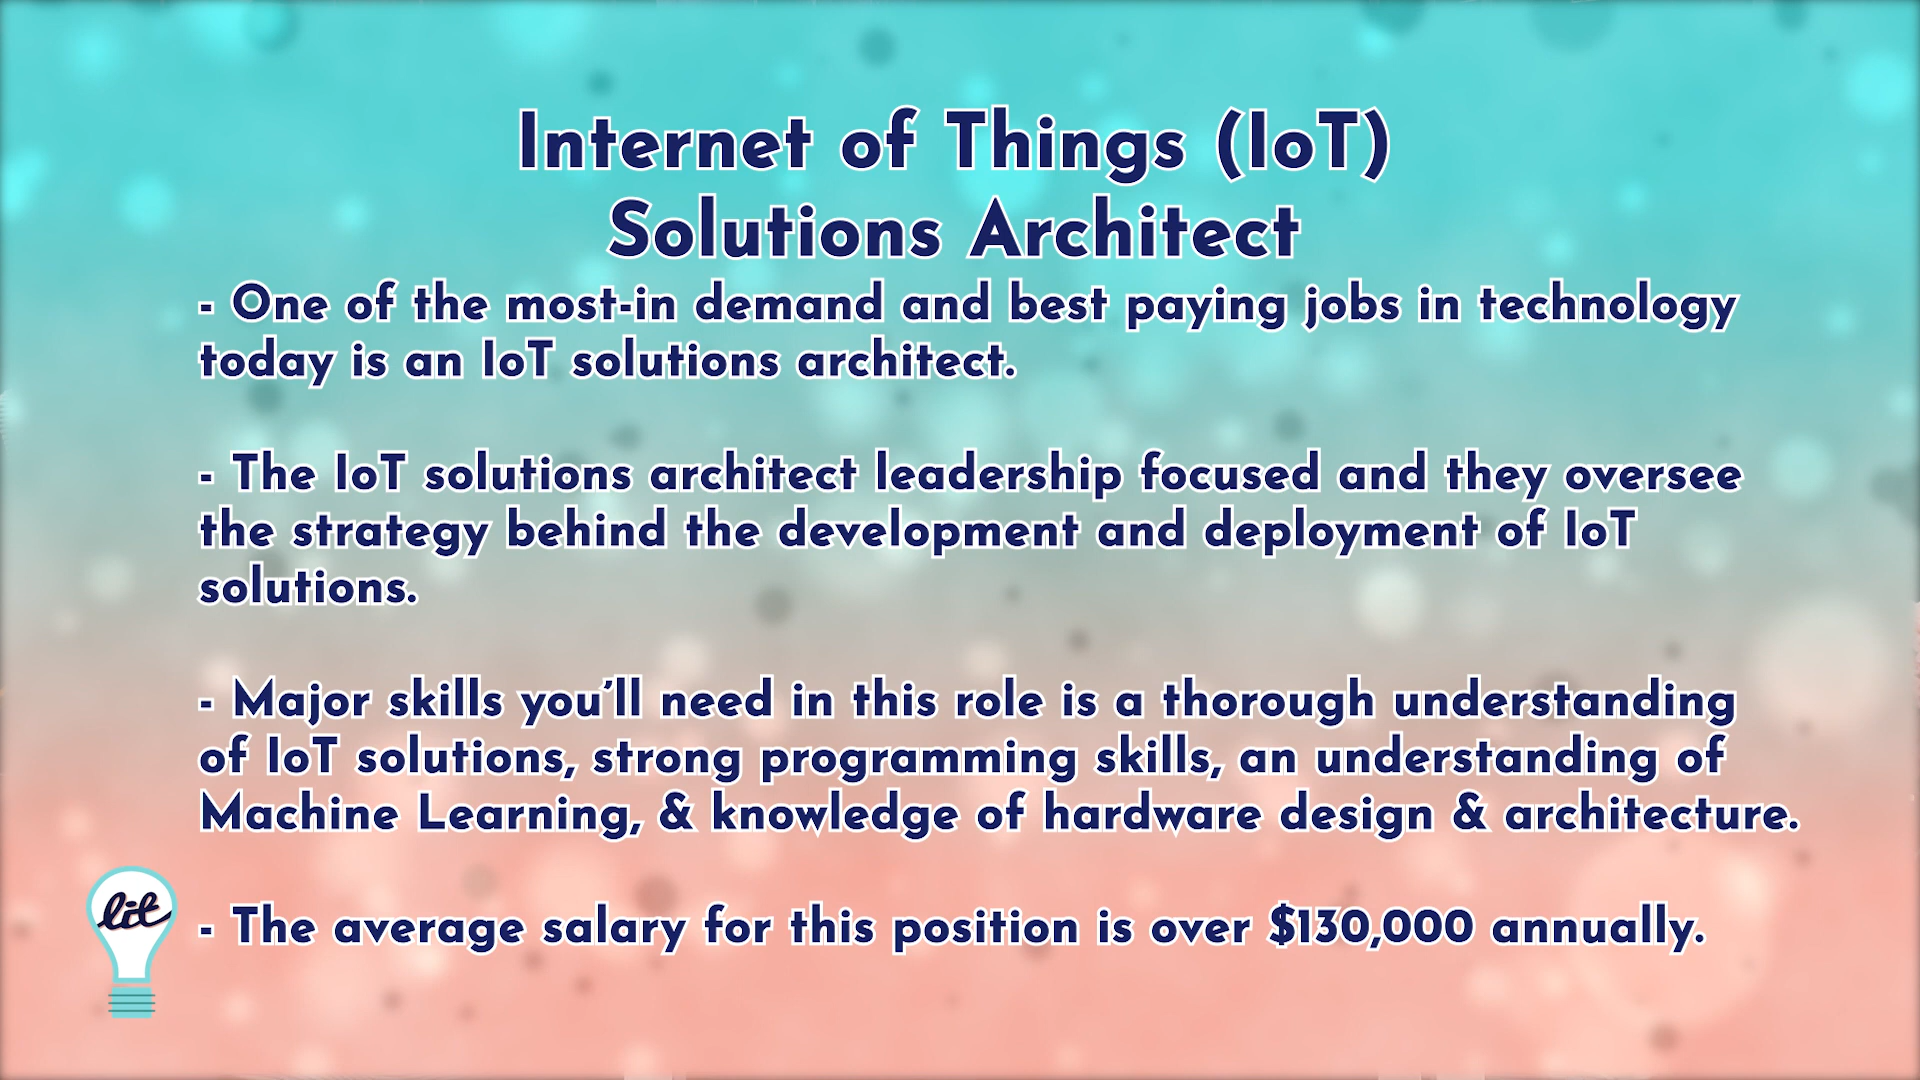 Internet of Things (IoT)
Solutions Architect
- One of the most-in demand and best paying jobs in technology
today is an IoT solutions architect.
- The IoT solutions architect leadership focused and they oversee
the strategy behind the development and deployment of IoT
solutions.
- Major skills you'll need in this role is a thorough understanding
of IoT solutions, strong programming skills, an understanding of
Machine Learning, & knowledge of hardware design & architecture.
lit
- The average salary for this position is over $130,000 annually.